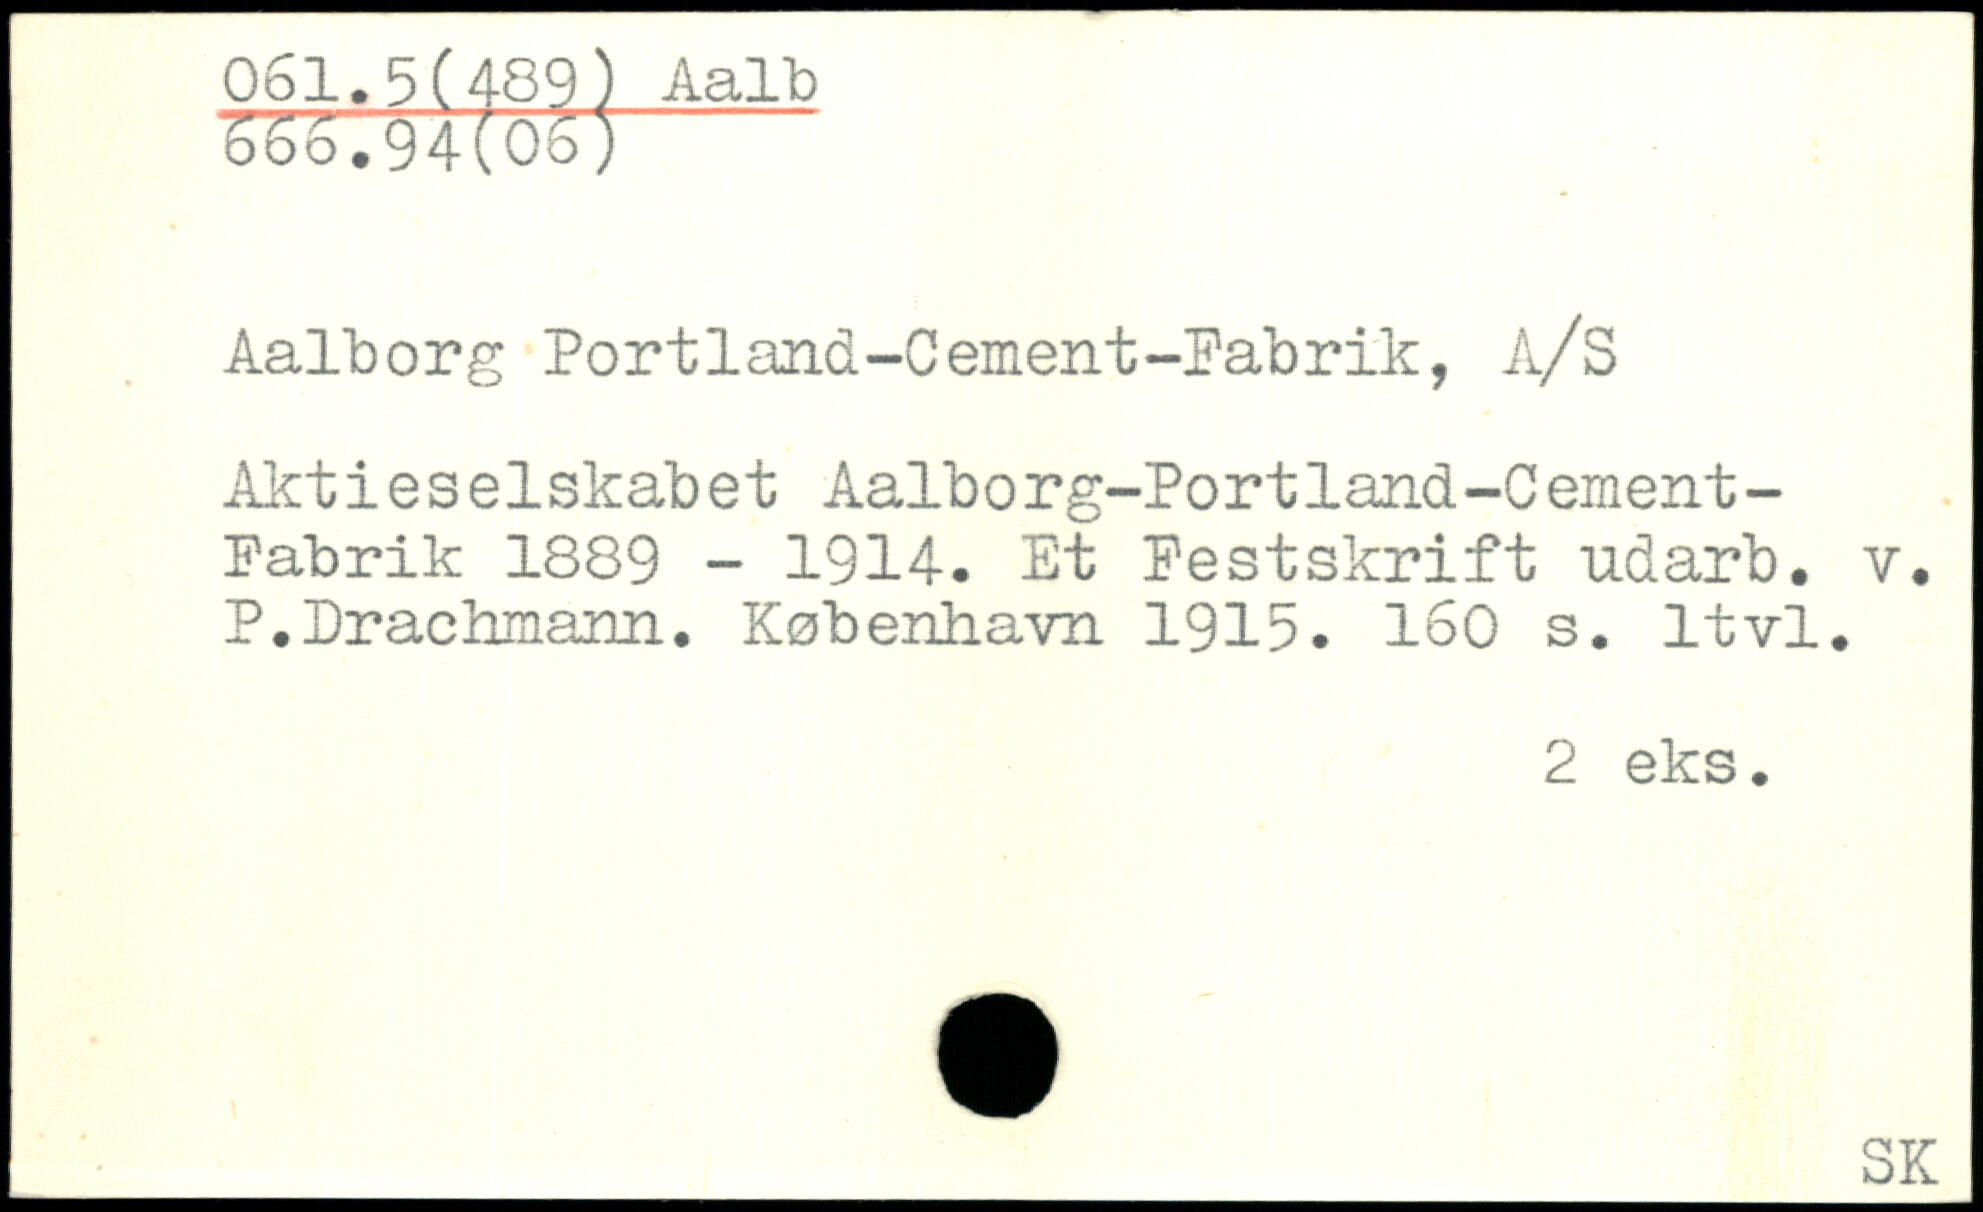 061.5(489) Aalb
666.94(06)
Aalborg Portland-Cement-Fabrik, A/S
Aktieselskabet Aalborg-Portland-Cement-
Fabrik 1889 - 1914. Et Festskrift udarb. v.
P.Drachmann. København 1915. 160 s. ltvl.
2 eks.
SK